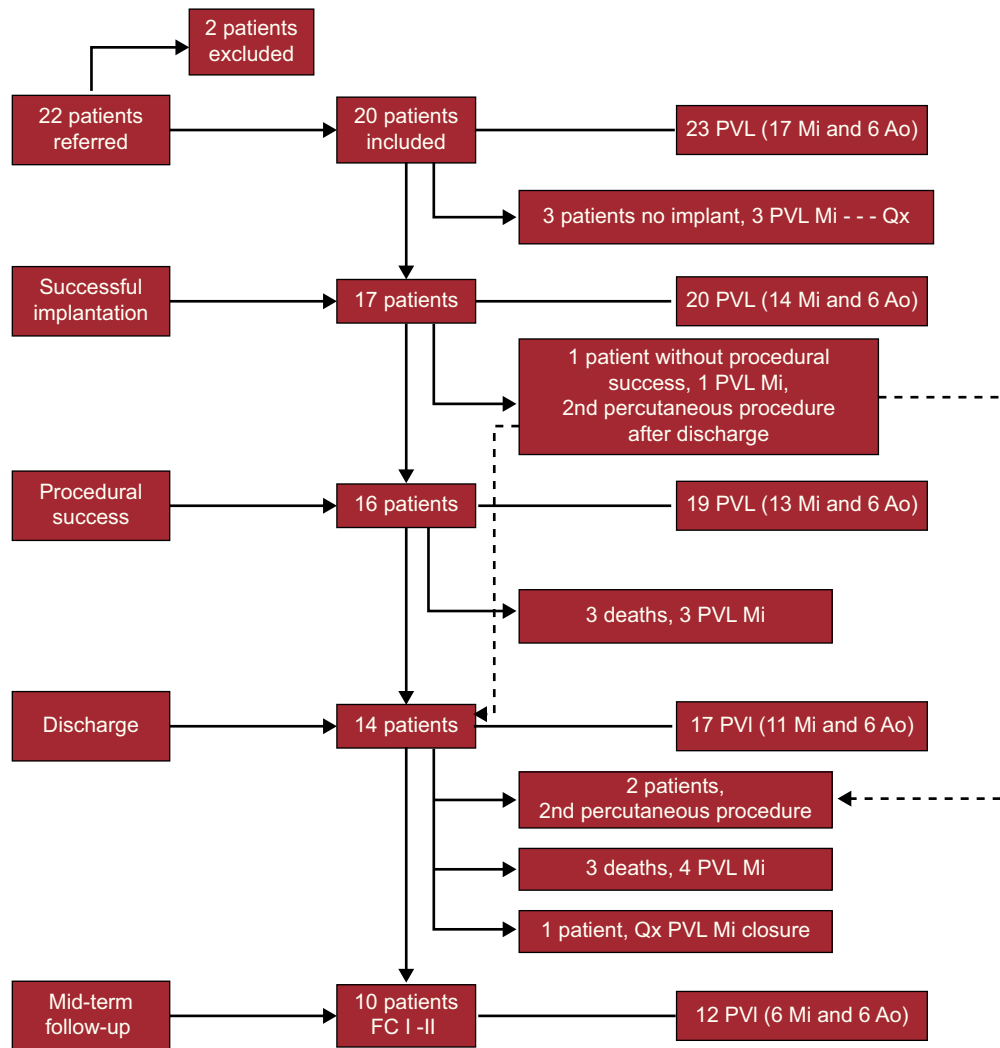 2 patients
excluded
22 patients
referred
20 patients
included
23 PVL (17 Mi and 6 Ao)
3 patients no implant, 3 PVL Mi - - - Qx
Successful
implantation
17 patients
20 PVL (14 Mi and 6 Ao)
1 patient without procedural
success, 1 PVL Mi,
2nd percutaneous procedure
after discharge
Procedural
success
16 patients
19 PVL (13 Mi and 6 Ao)
3 deaths, 3 PVL Mi
Discharge
14 patients
17 PVI (11 Mi and 6 Ao)
2 patients,
2nd percutaneous procedure
3 deaths, 4 PVL Mi
1 patient, Qx PVL Mi closure
Mid-term
follow-up
10 patients
FC I -II
12 PVI (6 Mi and 6 Ao)